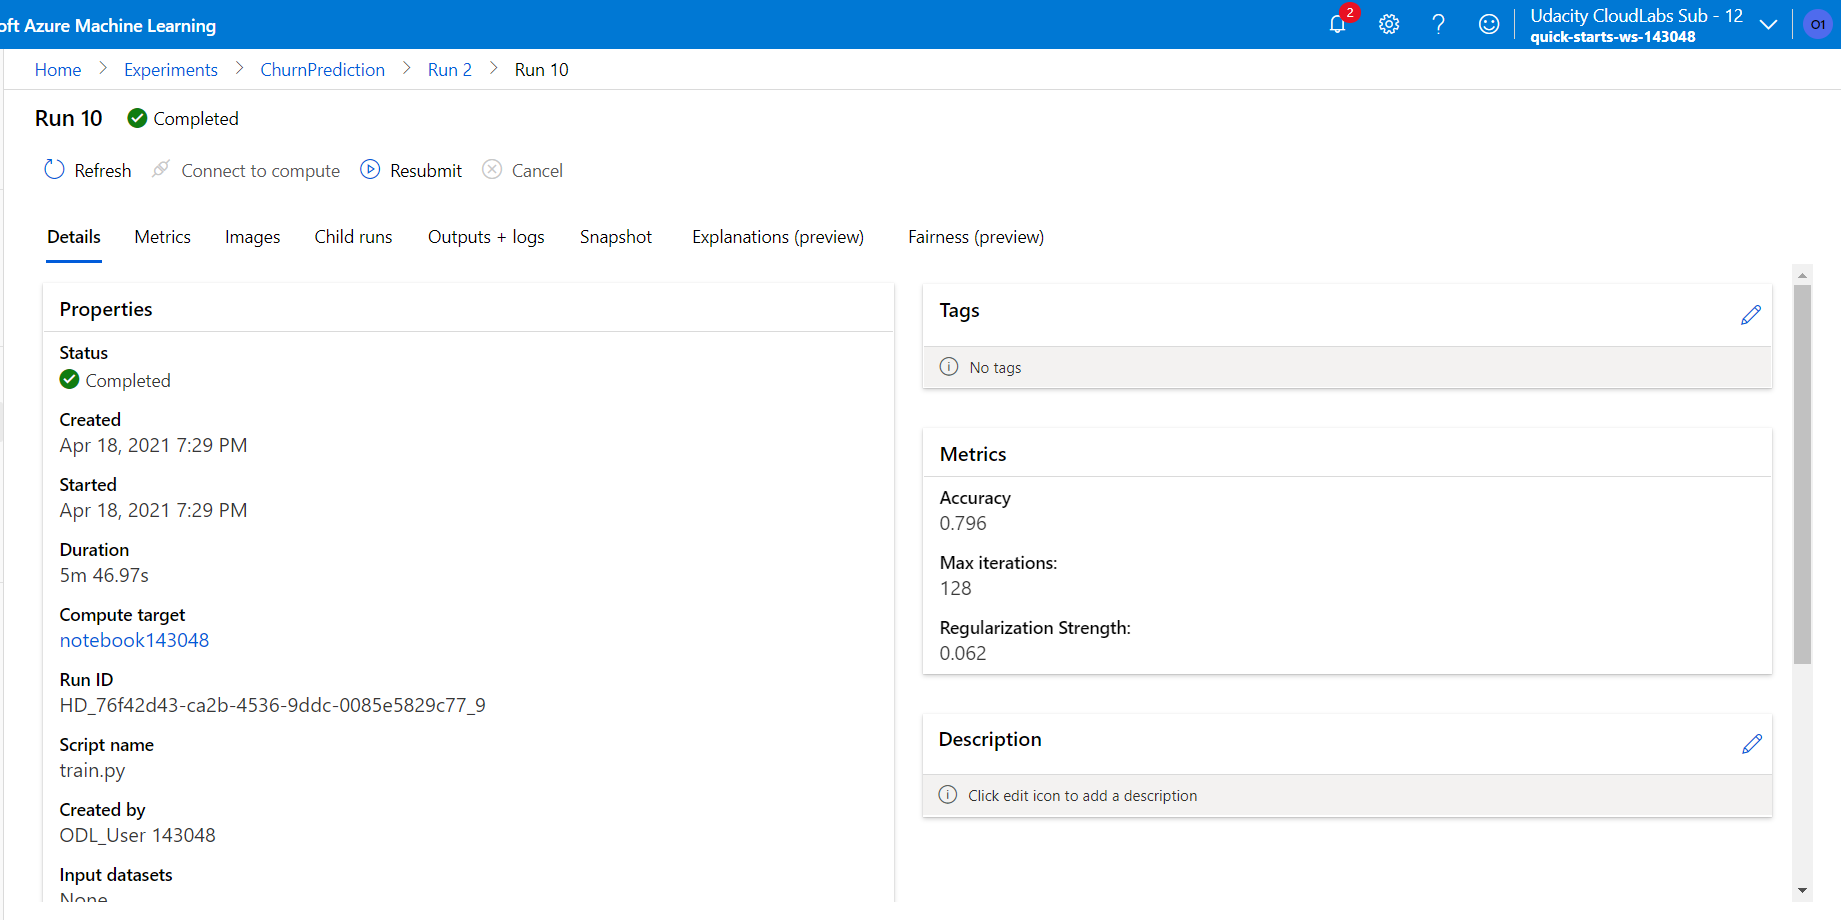 oft Azure Machine Learning
2
?
Udacity CloudLabs Sub - 12
quick-starts-ws-143048
O1
Home > Experiments > ChurnPrediction > Run 2 > Run 10
Run 10 Completed
Refresh Connect to compute Resubmit Cancel
Details Metrics Images Child runs Outputs + logs Snapshot Explanations (preview) Fairness (preview)
Properties
Status
Completed
Created
Apr 18, 2021 7:29 PM
Started
Apr 18, 2021 7:29 PM
Duration
5m 46.97s
Compute target
notebook143048
Run ID
HD_76f42d43-ca2b-4536-9ddc-0085e5829c77_9
Script name
train.py
Created by
ODL_User 143048
Input datasets
None
Tags
No tags
Metrics
Accuracy
0.796
Max iterations:
128
Regularization Strength:
0.062
Description
Click edit icon to add a description